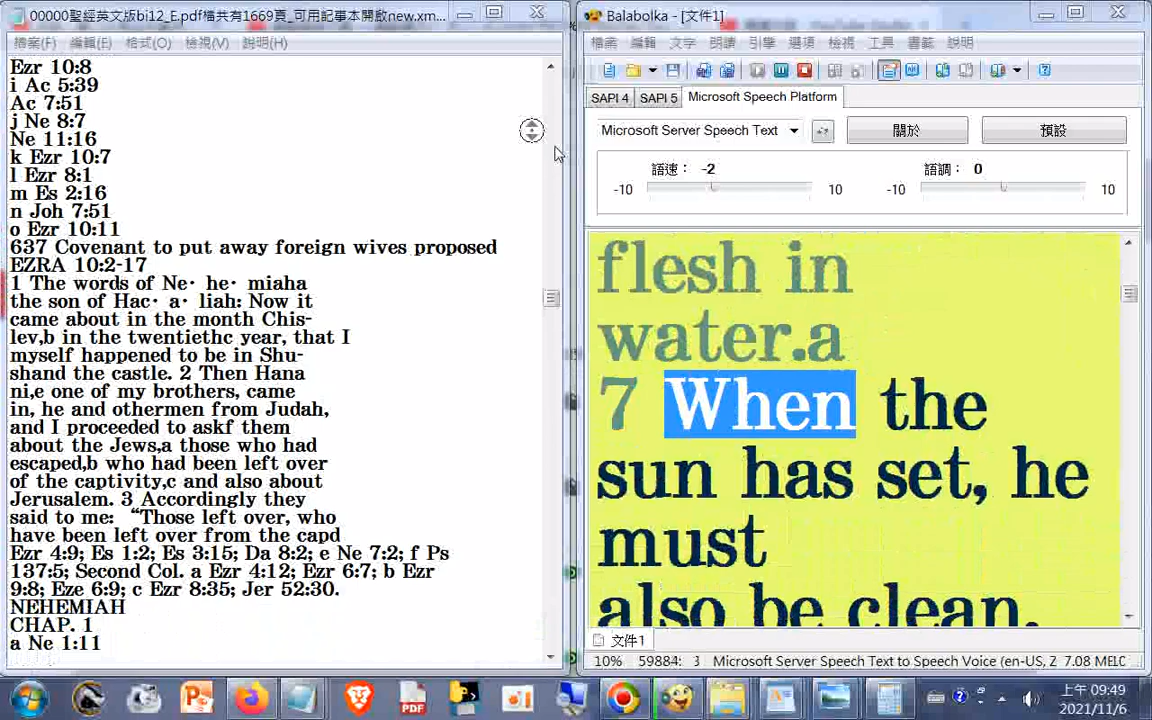 00000聖經英文版bi12_E.pdf檔共有1669頁_可用記事本開啟new.xm...
檔案(F) 編輯(E) 格式(O) 檢視(V) 說明(H)
Ezr 10:8
i Ac 5:39
Ac 7:51
j Ne 8:7
Ne 11:16
k Ezr 10:7
l Ezr 8:1
m Es 2:16
n Joh 7:51
o Ezr 10:11
637 Covenant to put away foreign wives proposed
EZRA 10:2-17
1 The words of Ne· he· miaha
the son of Hac· a· liah: Now it
came about in the month Chis-
lev,b in the twentiethc year, that I
myself happened to be in Shu-
shand the castle. 2 Then Hana
ni,e one of my brothers, came
in, he and othermen from Judah,
and I proceeded to askf them
about the Jews,a those who had
escaped,b who had been left over
of the captivity,c and also about
Jerusalem. 3 Accordingly they
said to me: “Those left over, who
have been left over from the capd
Ezr 4:9; Es 1:2; Es 3:15; Da 8:2; e Ne 7:2; f Ps
137:5; Second Col. a Ezr 4:12; Ezr 6:7; b Ezr
9:8; Eze 6:9; c Ezr 8:35; Jer 52:30.
NEHEMIAH
CHAP. 1
a Ne 1:11
Balabolka - [文件1]
檔案 編輯 文字 朗讀 引擎 選項 檢視 工具 書籤 說明
SAPI 4 SAPI 5 Microsoft Speech Platform
Microsoft Server Speech Text 關於 預設
語速： -2 語調： 0
-10 10 -10 10
flesh in
water.a
7 When the
sun has set, he
must
also be clean.
文件1
10% 59884: 3 Microsoft Server Speech Text to Speech Voice (en-US, Z 7.08 МБLC
PDF
上午 09:49
2021/11/6